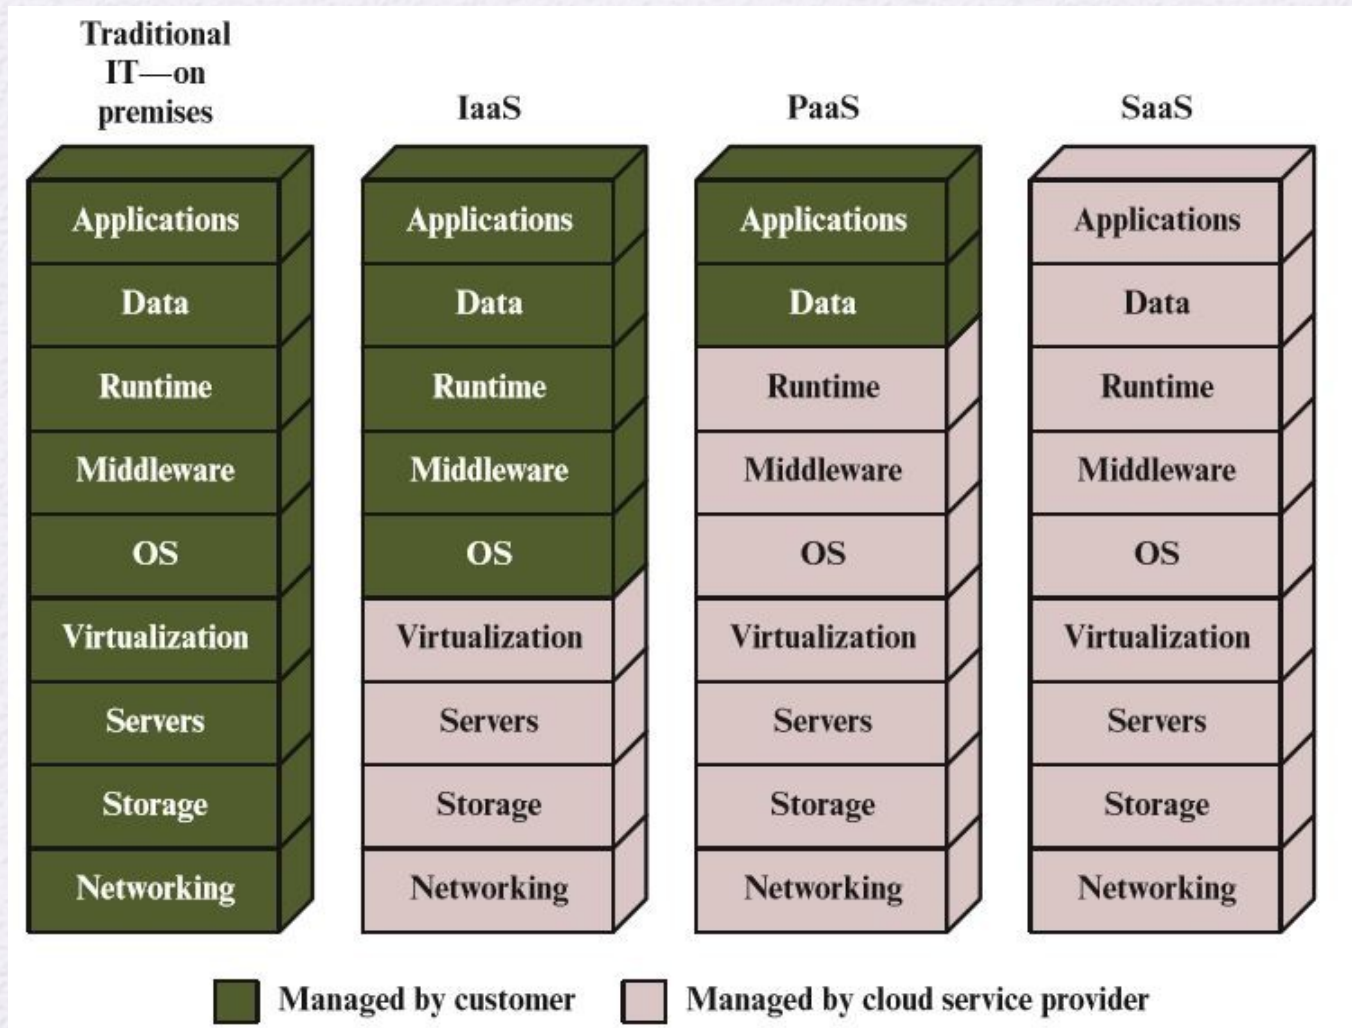 Traditional
IT—on
premises
IaaS
PaaS
SaaS
Applications
Data
Runtime
Middleware
OS
Virtualization
Servers
Storage
Networking
Applications
Data
Runtime
Middleware
OS
Virtualization
Servers
Storage
Networking
Applications
Data
Runtime
Middleware
OS
Virtualization
Servers
Storage
Networking
Applications
Data
Runtime
Middleware
OS
Virtualization
Servers
Storage
Networking
Managed by customer
Managed by cloud service provider